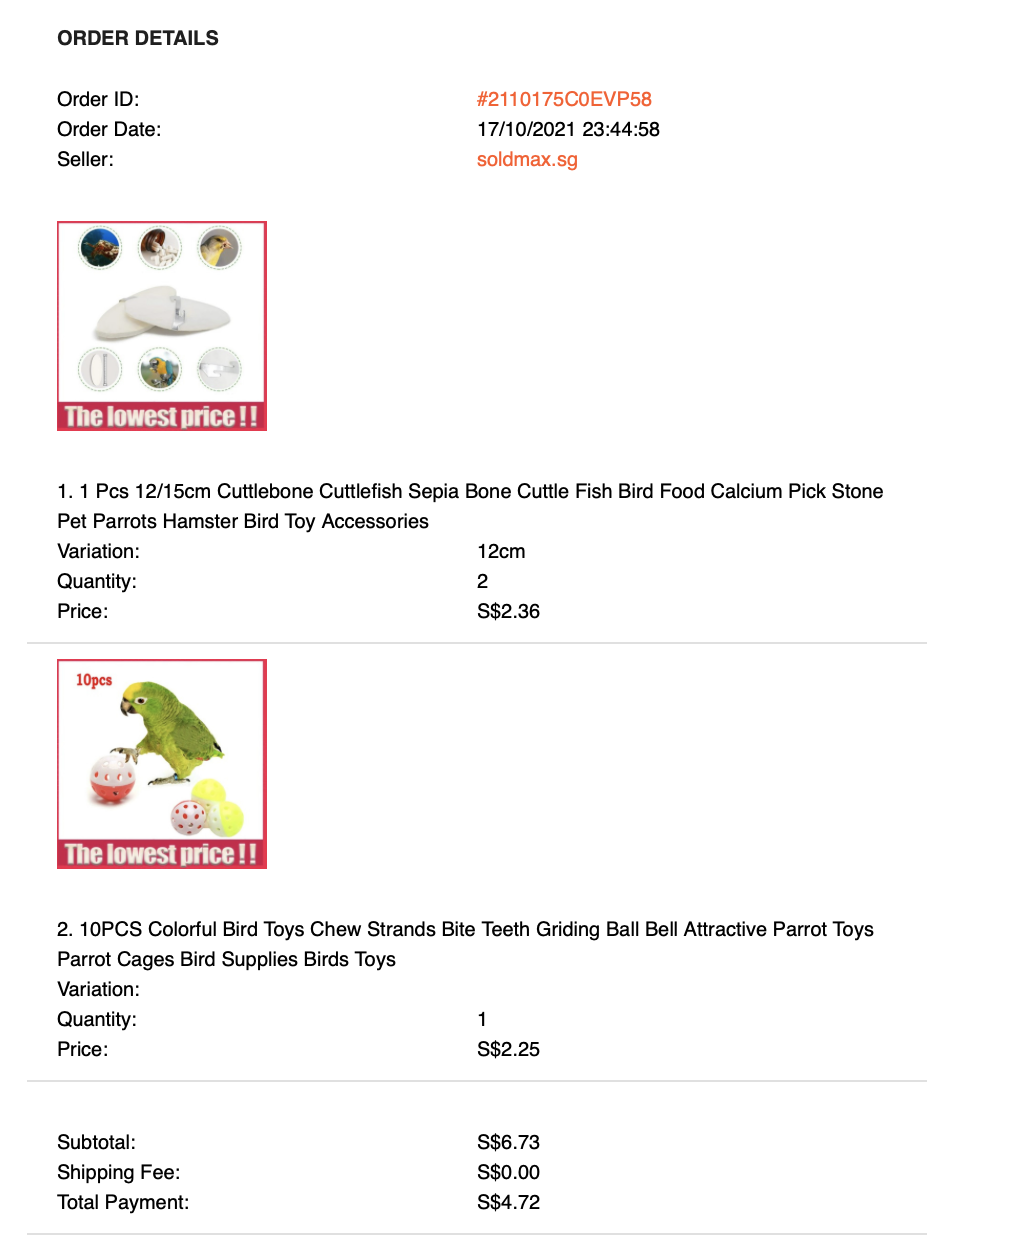 ORDER DETAILS
Order ID: #2110175C0EVP58
Order Date: 17/10/2021 23:44:58
Seller: soldmax.sg
The lowest price !!
1. 1 Pcs 12/15cm Cuttlebone Cuttlefish Sepia Bone Cuttle Fish Bird Food Calcium Pick Stone
Pet Parrots Hamster Bird Toy Accessories
Variation: 12cm
Quantity: 2
Price: S$2.36
10pcs
The lowest price !!
2. 10PCS Colorful Bird Toys Chew Strands Bite Teeth Griding Ball Bell Attractive Parrot Toys
Parrot Cages Bird Supplies Birds Toys
Variation:
Quantity: 1
Price: S$2.25
Subtotal: S$6.73
Shipping Fee: S$0.00
Total Payment: S$4.72